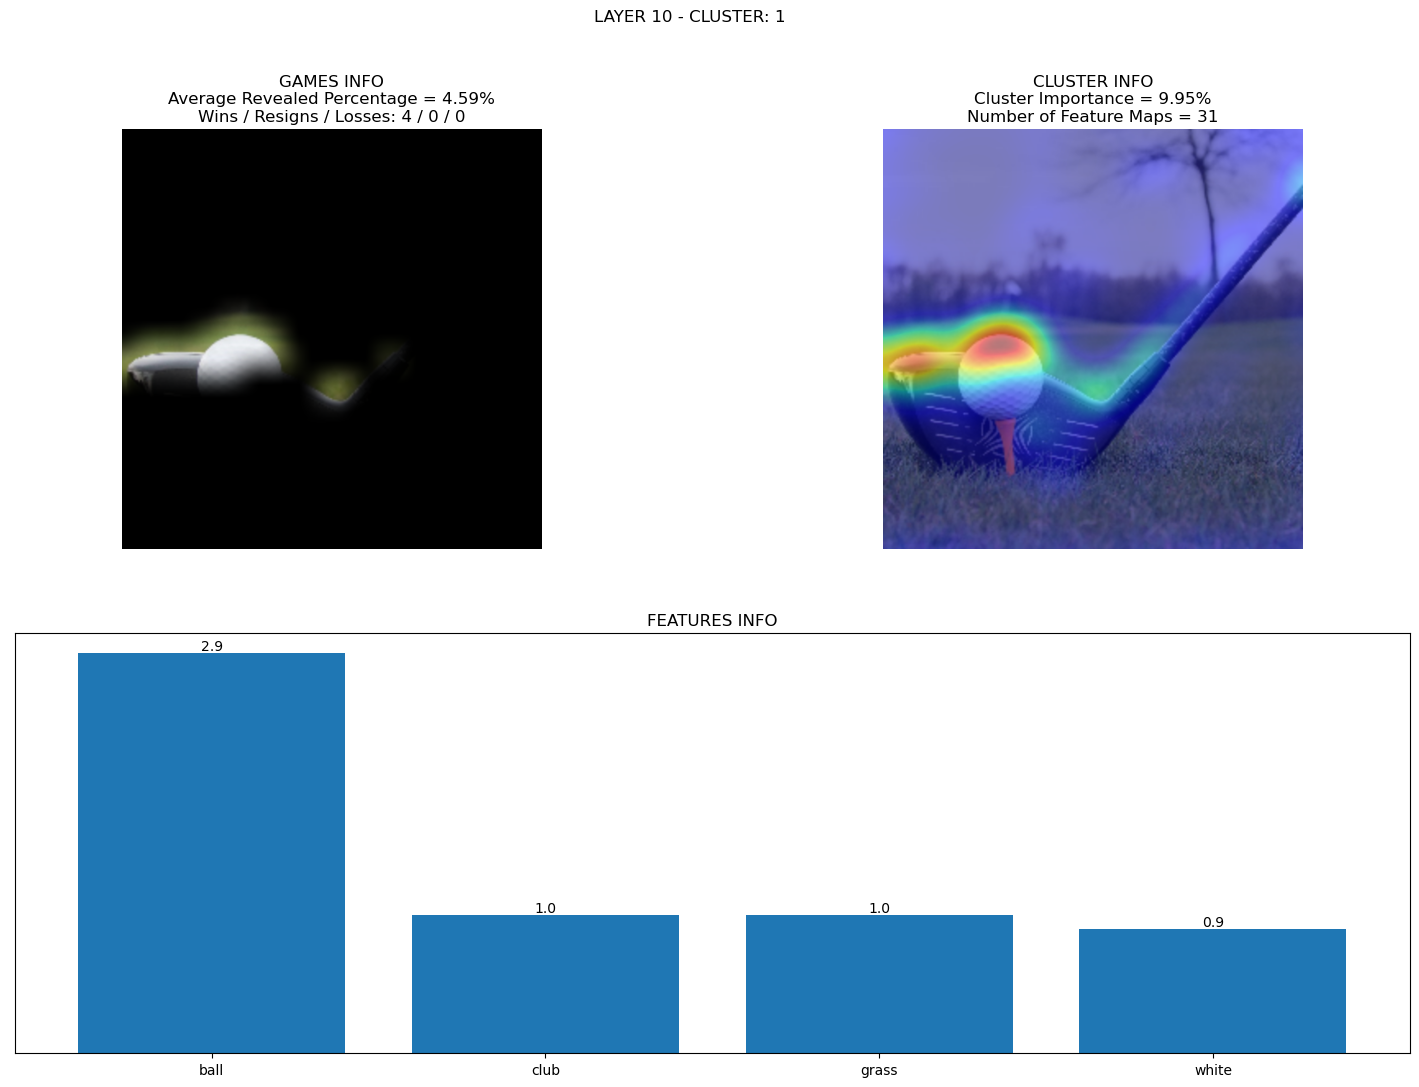 LAYER 10 - CLUSTER: 1
GAMES INFO
Average Revealed Percentage = 4.59%
Wins / Resigns / Losses: 4 / 0 / 0
CLUSTER INFO
Cluster Importance = 9.95%
Number of Feature Maps = 31
FEATURES INFO
2.9
1.0
1.0
0.9
ball
club
grass
white